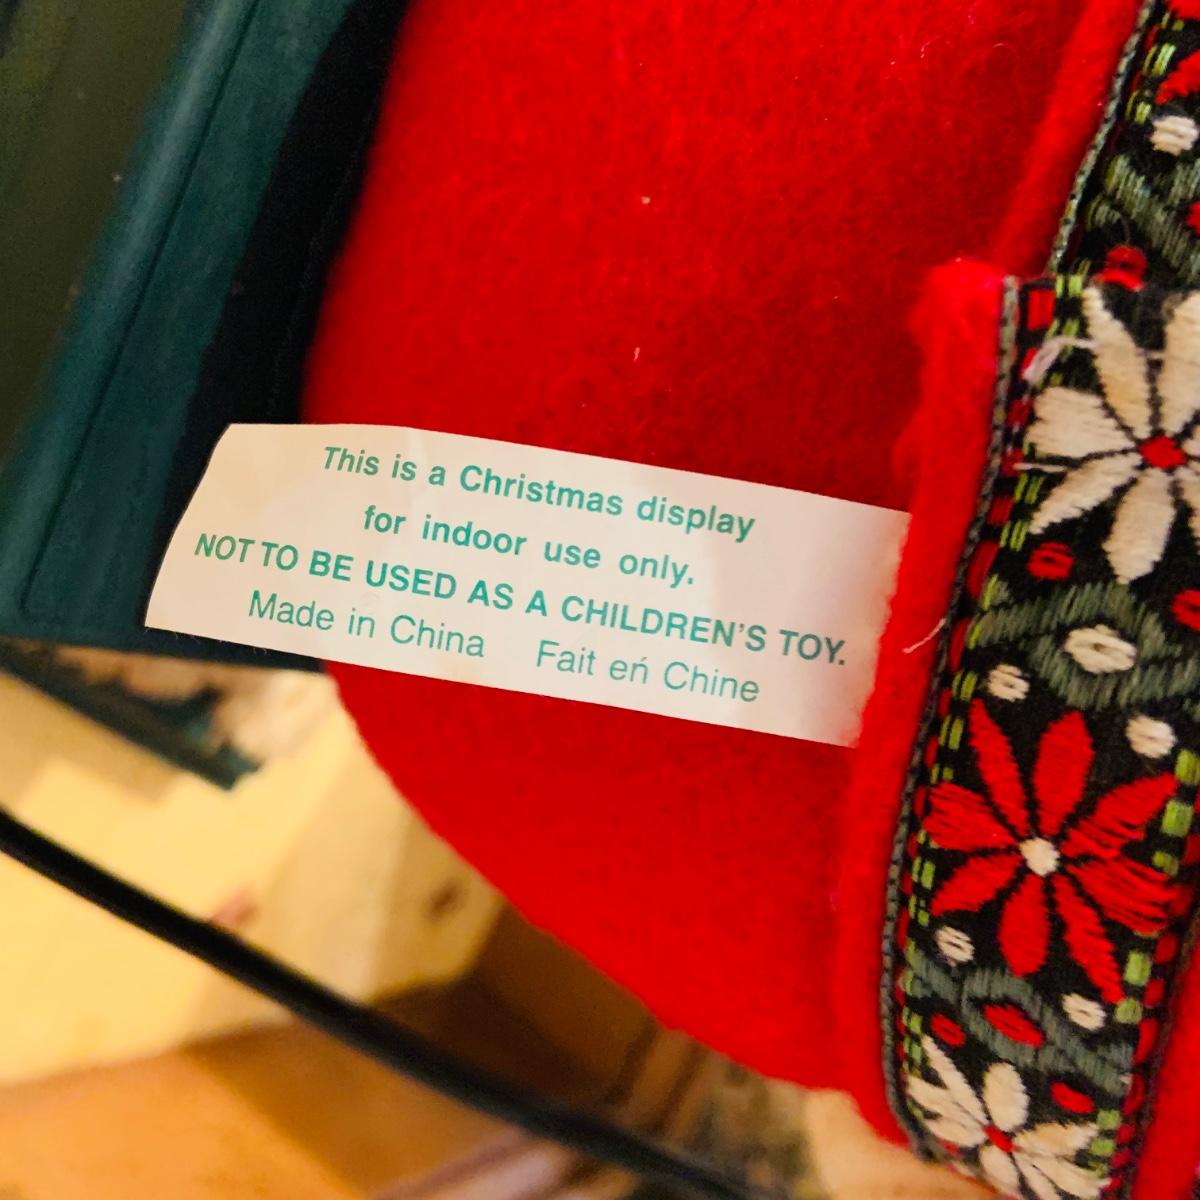 This is a Christmas display
for indoor use only.
NOT TO BE USED AS A CHILDREN'S TOY.
Made in China Fait eń Chine